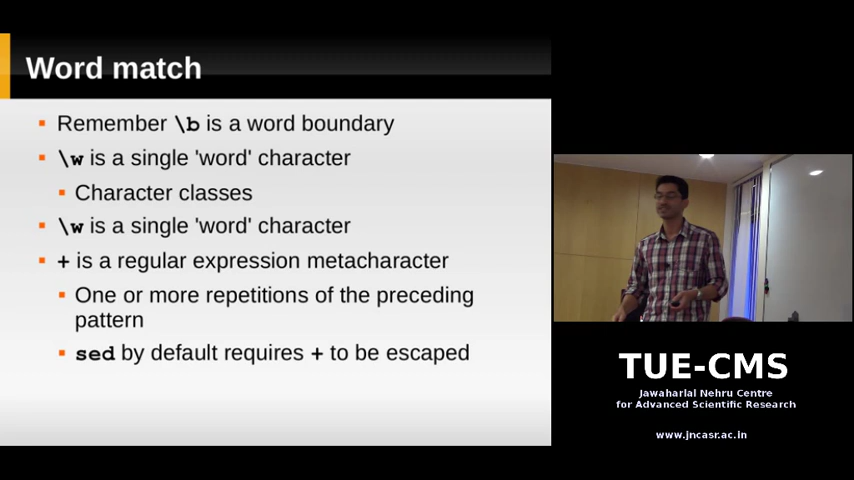 Word match
Remember \b is a word boundary
\w is a single 'word' character
Character classes
\w is a single 'word' character
+ is a regular expression metacharacter
One or more repetitions of the preceding
pattern
sed by default requires + to be escaped
TUE-CMS
Jawaharlal Nehru Centre
for Advanced Scientific Research
www.jncasr.ac.in